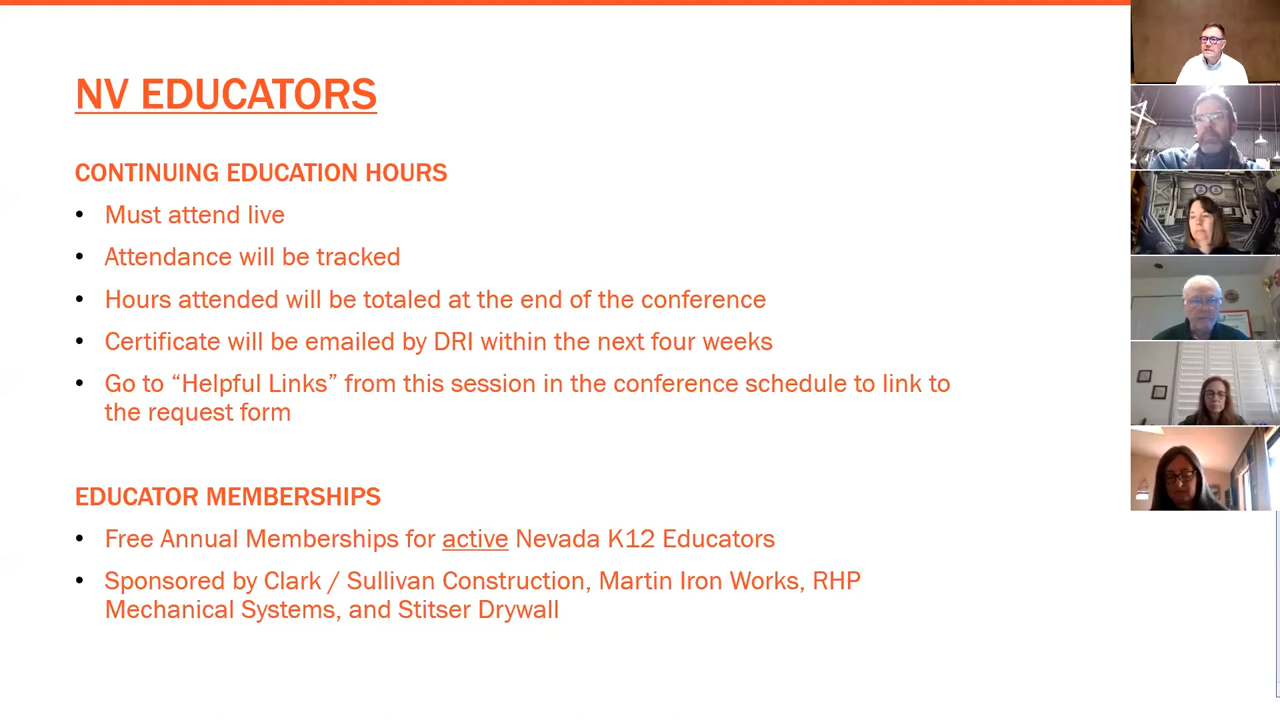 NV EDUCATORS
CONTINUING EDUCATION HOURS
• Must attend live
• Attendance will be tracked
• Hours attended will be totaled at the end of the conference
• Certificate will be emailed by DRI within the next four weeks
• Go to “Helpful Links” from this session in the conference schedule to link to
the request form
EDUCATOR MEMBERSHIPS
• Free Annual Memberships for active Nevada K12 Educators
• Sponsored by Clark / Sullivan Construction, Martin Iron Works, RHP
Mechanical Systems, and Stitser Drywall